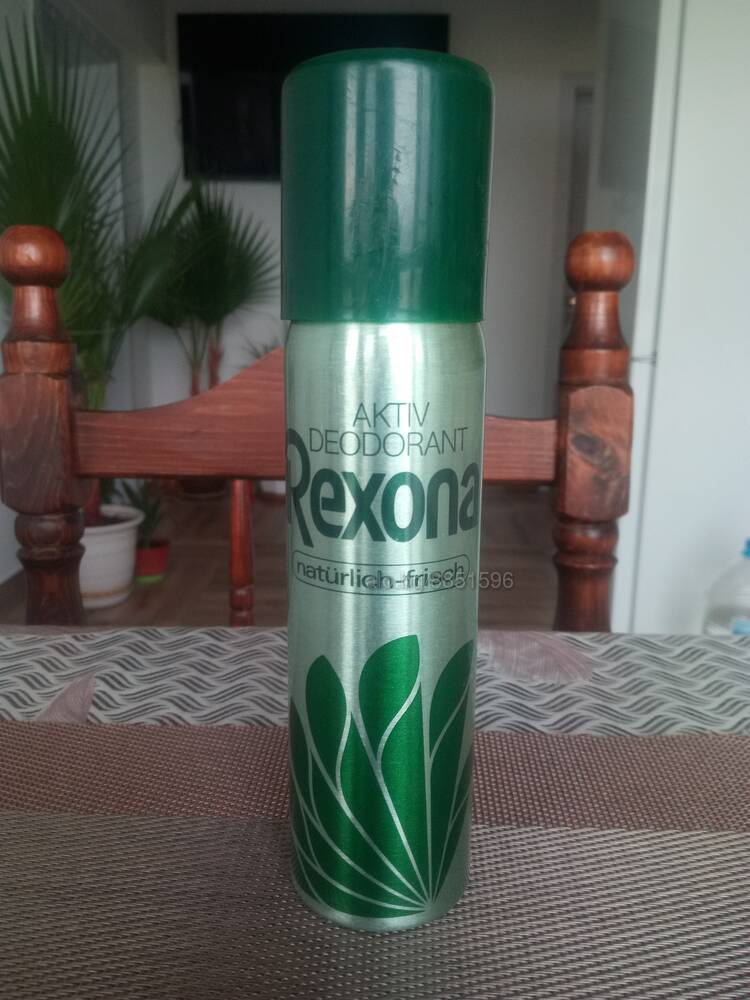 AKTIV
DEODORANT
Rexona
natürlich-frisch